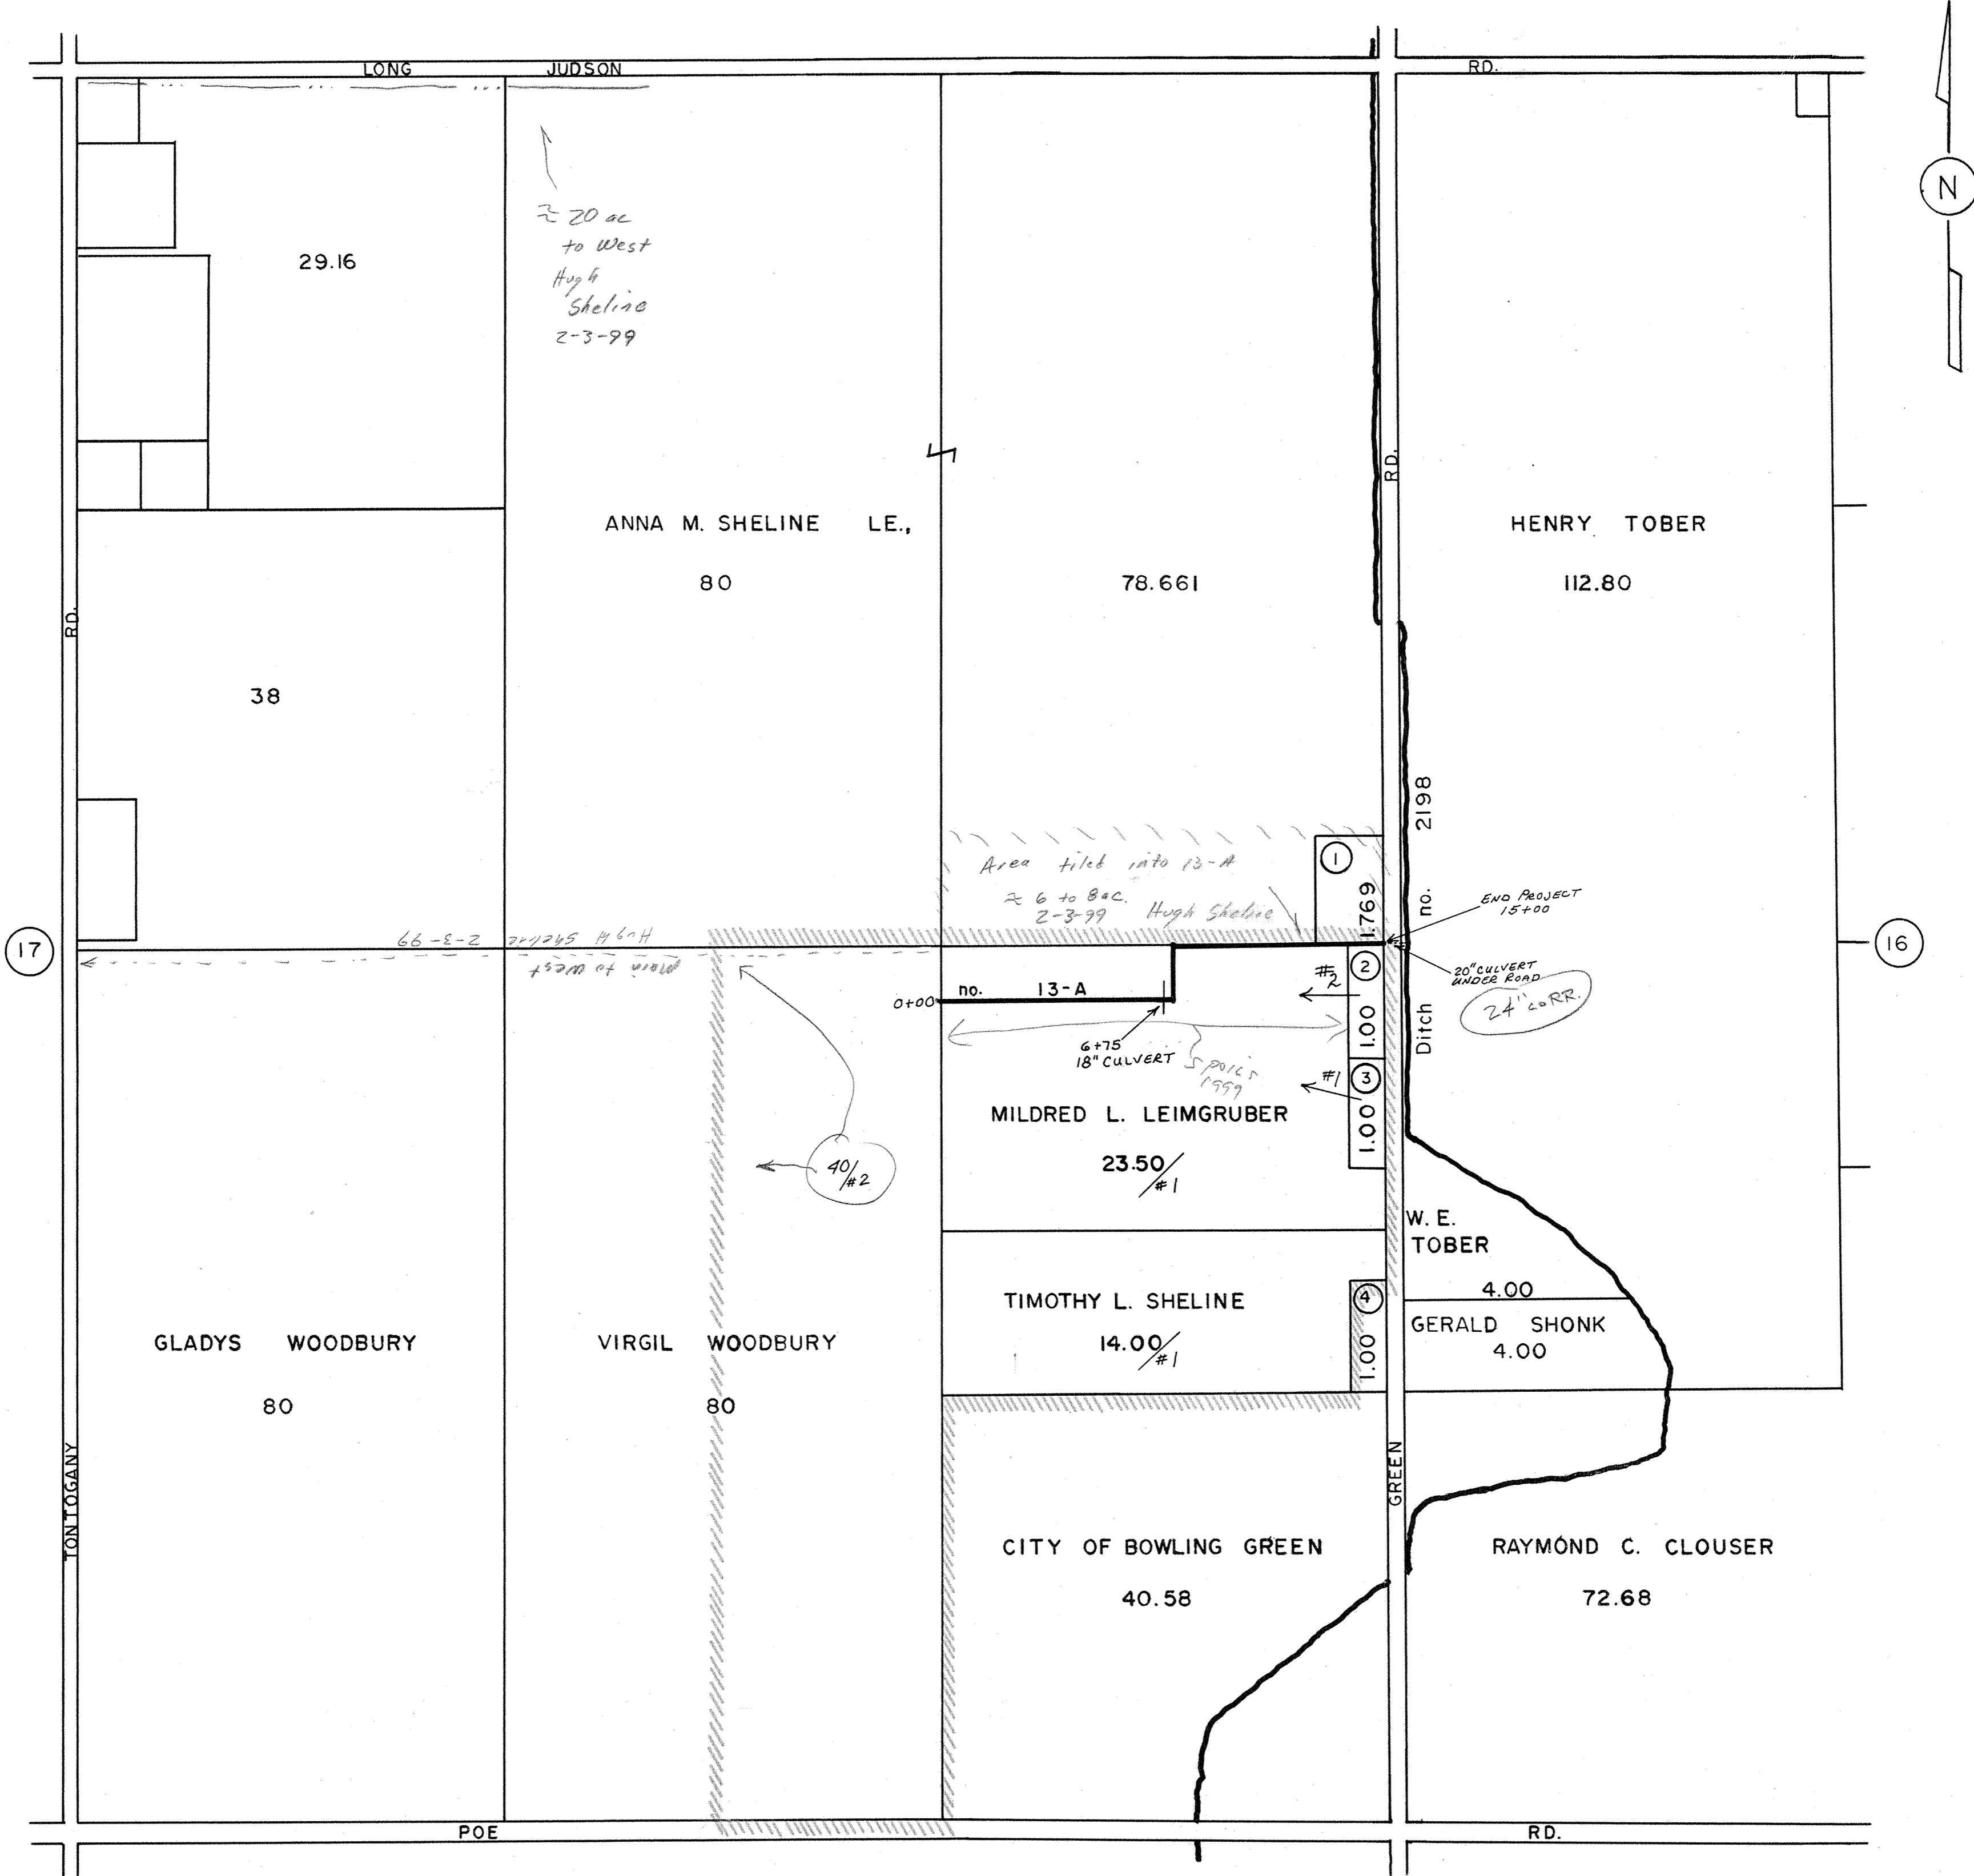 LONG JUDSON RD.
N
≈ 20 ac
to West
Hugh
Sheline
2-3-99
29.16
RD.
ANNA M. SHELINE LE.,
80
78.661
HENRY TOBER
112.80
RD.
38
2198
no.
Ditch
Area tiled into 13-A
≈ 6 to 8 ac.
2-3-99 Hugh Sheline
1
1.769
END PROJECT
15+00
17
Hugh Sheline 2-3-99
Main to West
16
20" CULVERT
UNDER ROAD
24" CORR.
0+00
no. 13-A
#2
2
1.00
6+75
18" CULVERT
Spoils
1999
#1
3
1.00
MILDRED L. LEIMGRUBER
23.50/#1
40/#2
W. E.
TOBER
4.00
TIMOTHY L. SHELINE
14.00/#1
4
1.00
GERALD SHONK
4.00
GLADYS WOODBURY
80
VIRGIL WOODBURY
80
TONTOGANY
GREEN
CITY OF BOWLING GREEN
40.58
RAYMOND C. CLOUSER
72.68
POE RD.